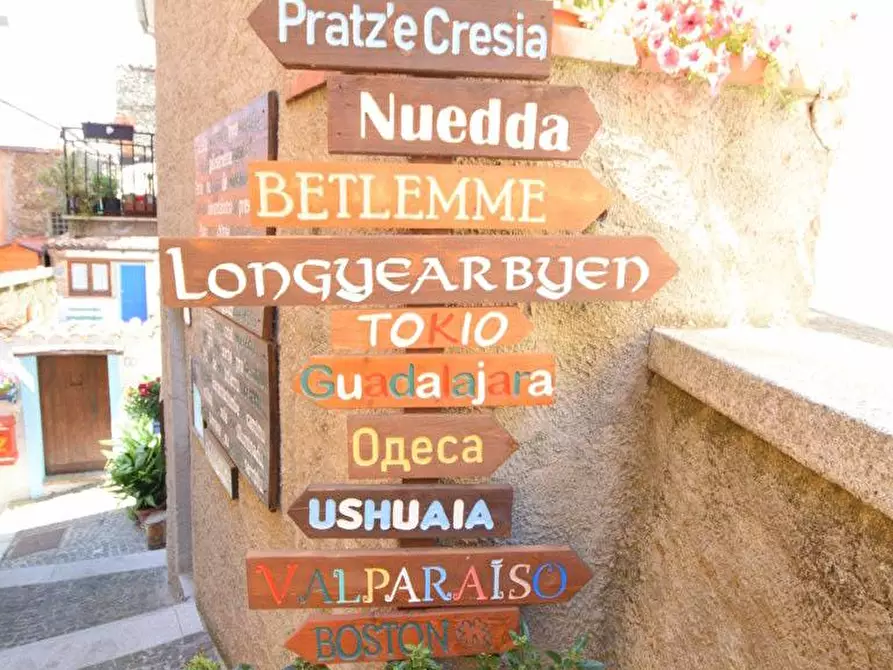 Pratz'e Cresia
Nuedda
BETLEMME
LONGYEARBYEN
TOKIO
Guadalajara
Одеса
USHUAIA
VALPARAÍSO
BOSTON